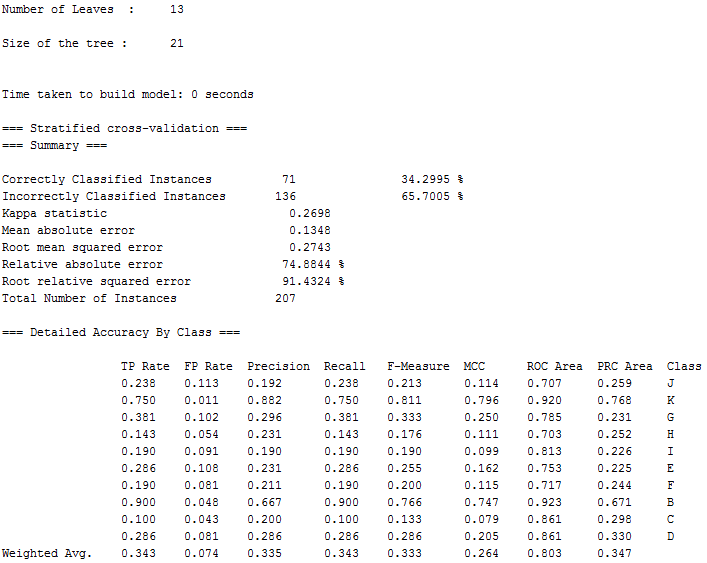 Number of Leaves  :     13
Size of the tree :      21
Time taken to build model: 0 seconds
=== Stratified cross-validation ===
=== Summary ===
Correctly Classified Instances          71               34.2995 %
Incorrectly Classified Instances       136               65.7005 %
Kappa statistic                          0.2698
Mean absolute error                      0.1348
Root mean squared error                  0.2743
Relative absolute error                 74.8844 %
Root relative squared error             91.4324 %
Total Number of Instances              207
=== Detailed Accuracy By Class ===
                 TP Rate  FP Rate  Precision  Recall   F-Measure  MCC      ROC Area  PRC Area  Class
                 0.238    0.113    0.192      0.238    0.213      0.114    0.707     0.259     J
                 0.750    0.011    0.882      0.750    0.811      0.796    0.920     0.768     K
                 0.381    0.102    0.296      0.381    0.333      0.250    0.785     0.231     G
                 0.143    0.054    0.231      0.143    0.176      0.111    0.703     0.252     H
                 0.190    0.091    0.190      0.190    0.190      0.099    0.813     0.226     I
                 0.286    0.108    0.231      0.286    0.255      0.162    0.753     0.225     E
                 0.190    0.081    0.211      0.190    0.200      0.115    0.717     0.244     F
                 0.900    0.048    0.667      0.900    0.766      0.747    0.923     0.671     B
                 0.100    0.043    0.200      0.100    0.133      0.079    0.861     0.298     C
                 0.286    0.081    0.286      0.286    0.286      0.205    0.861     0.330     D
Weighted Avg.    0.343    0.074    0.335      0.343    0.333      0.264    0.803     0.347